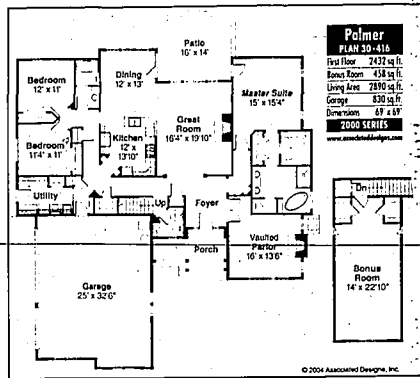 Palmer
PLAN 30-416
First Floor 2432 sq.ft.
Bonus Room 458 sq.ft.
Living Area 2890 sq.ft.
Garage 830 sq.ft.
Dimensions 69' x 69'
2000 SERIES
www.associateddesigns.com
Patio
16' x 14'
Bedroom
12' x 11'
Dining
12' x 13'
Master Suite
15' x 15'4"
Great
Room
16'4" x 19'10"
Kitchen
12' x
13'10"
Bedroom
11'4" x 11'
Utility
Up
Foyer
Dn
Porch
Vaulted
Parlor
16' x 13'6"
Garage
25' x 32'6"
Bonus
Room
14' x 22'10"
© 2004 Associated Designs, Inc.